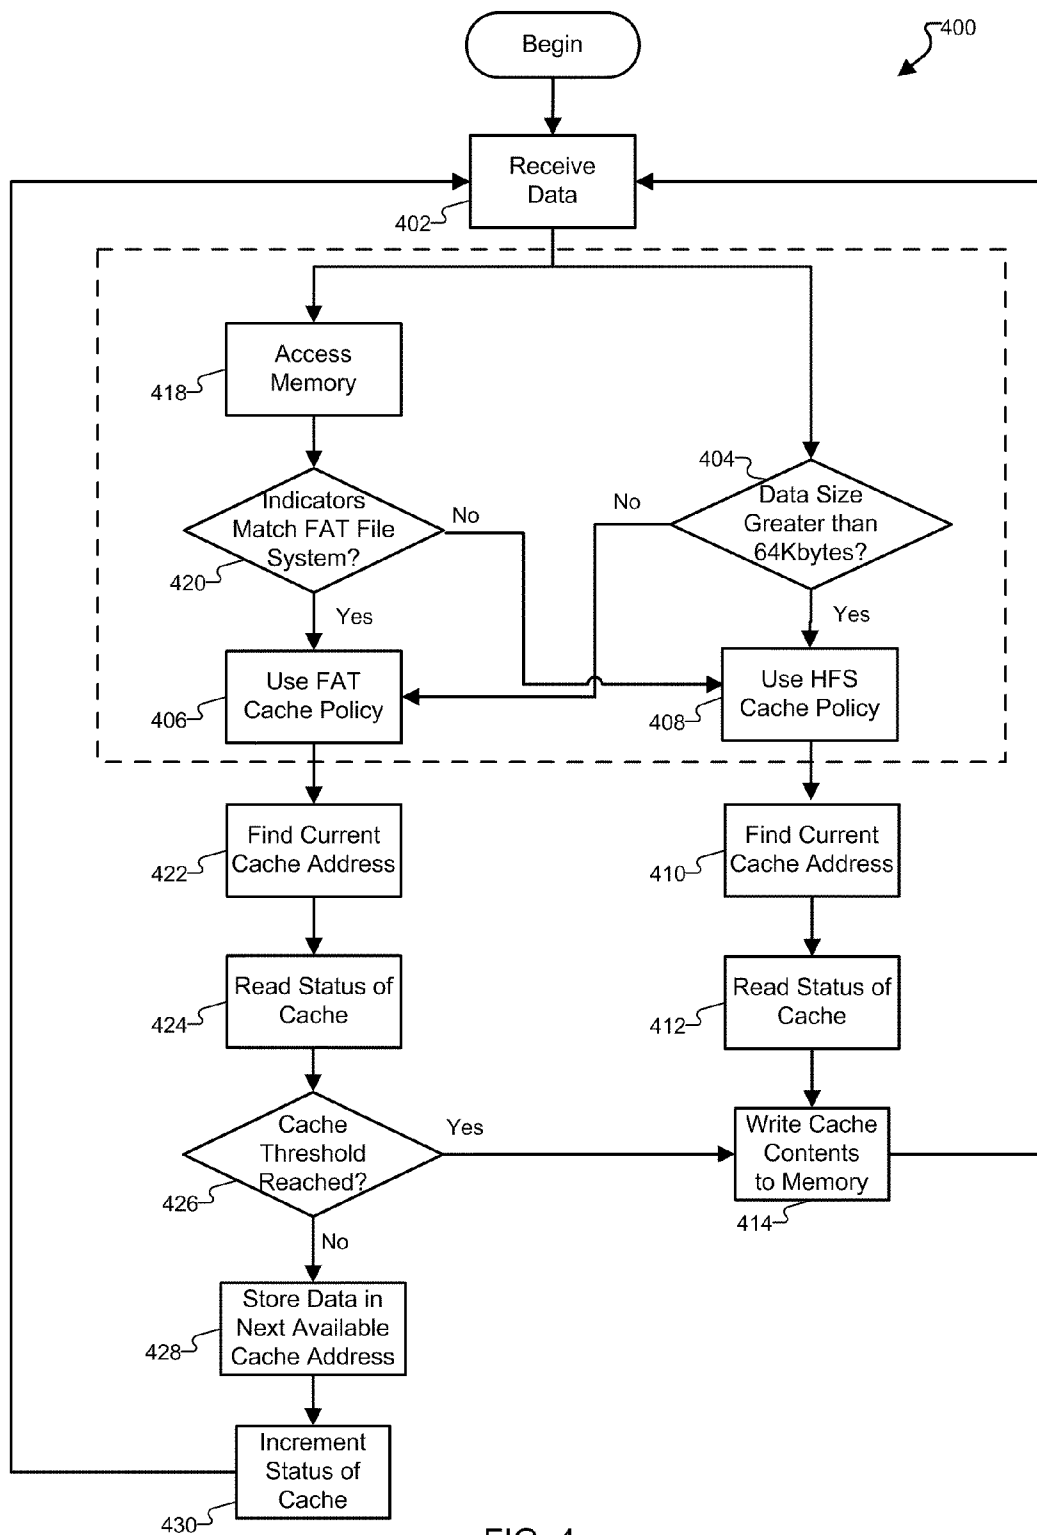 Begin
400
Receive
Data
402
Access
Memory
418
404
Data Size
Greater than
64Kbytes?
Indicators
Match FAT File
System?
420
No
No
Yes
Yes
Use FAT
Cache Policy
406
Use HFS
Cache Policy
408
Find Current
Cache Address
422
Find Current
Cache Address
410
Read Status of
Cache
424
Read Status of
Cache
412
Cache
Threshold
Reached?
426
Yes
Write Cache
Contents
to Memory
414
No
Store Data in
Next Available
Cache Address
428
Increment
Status of
Cache
430
FIG. 4